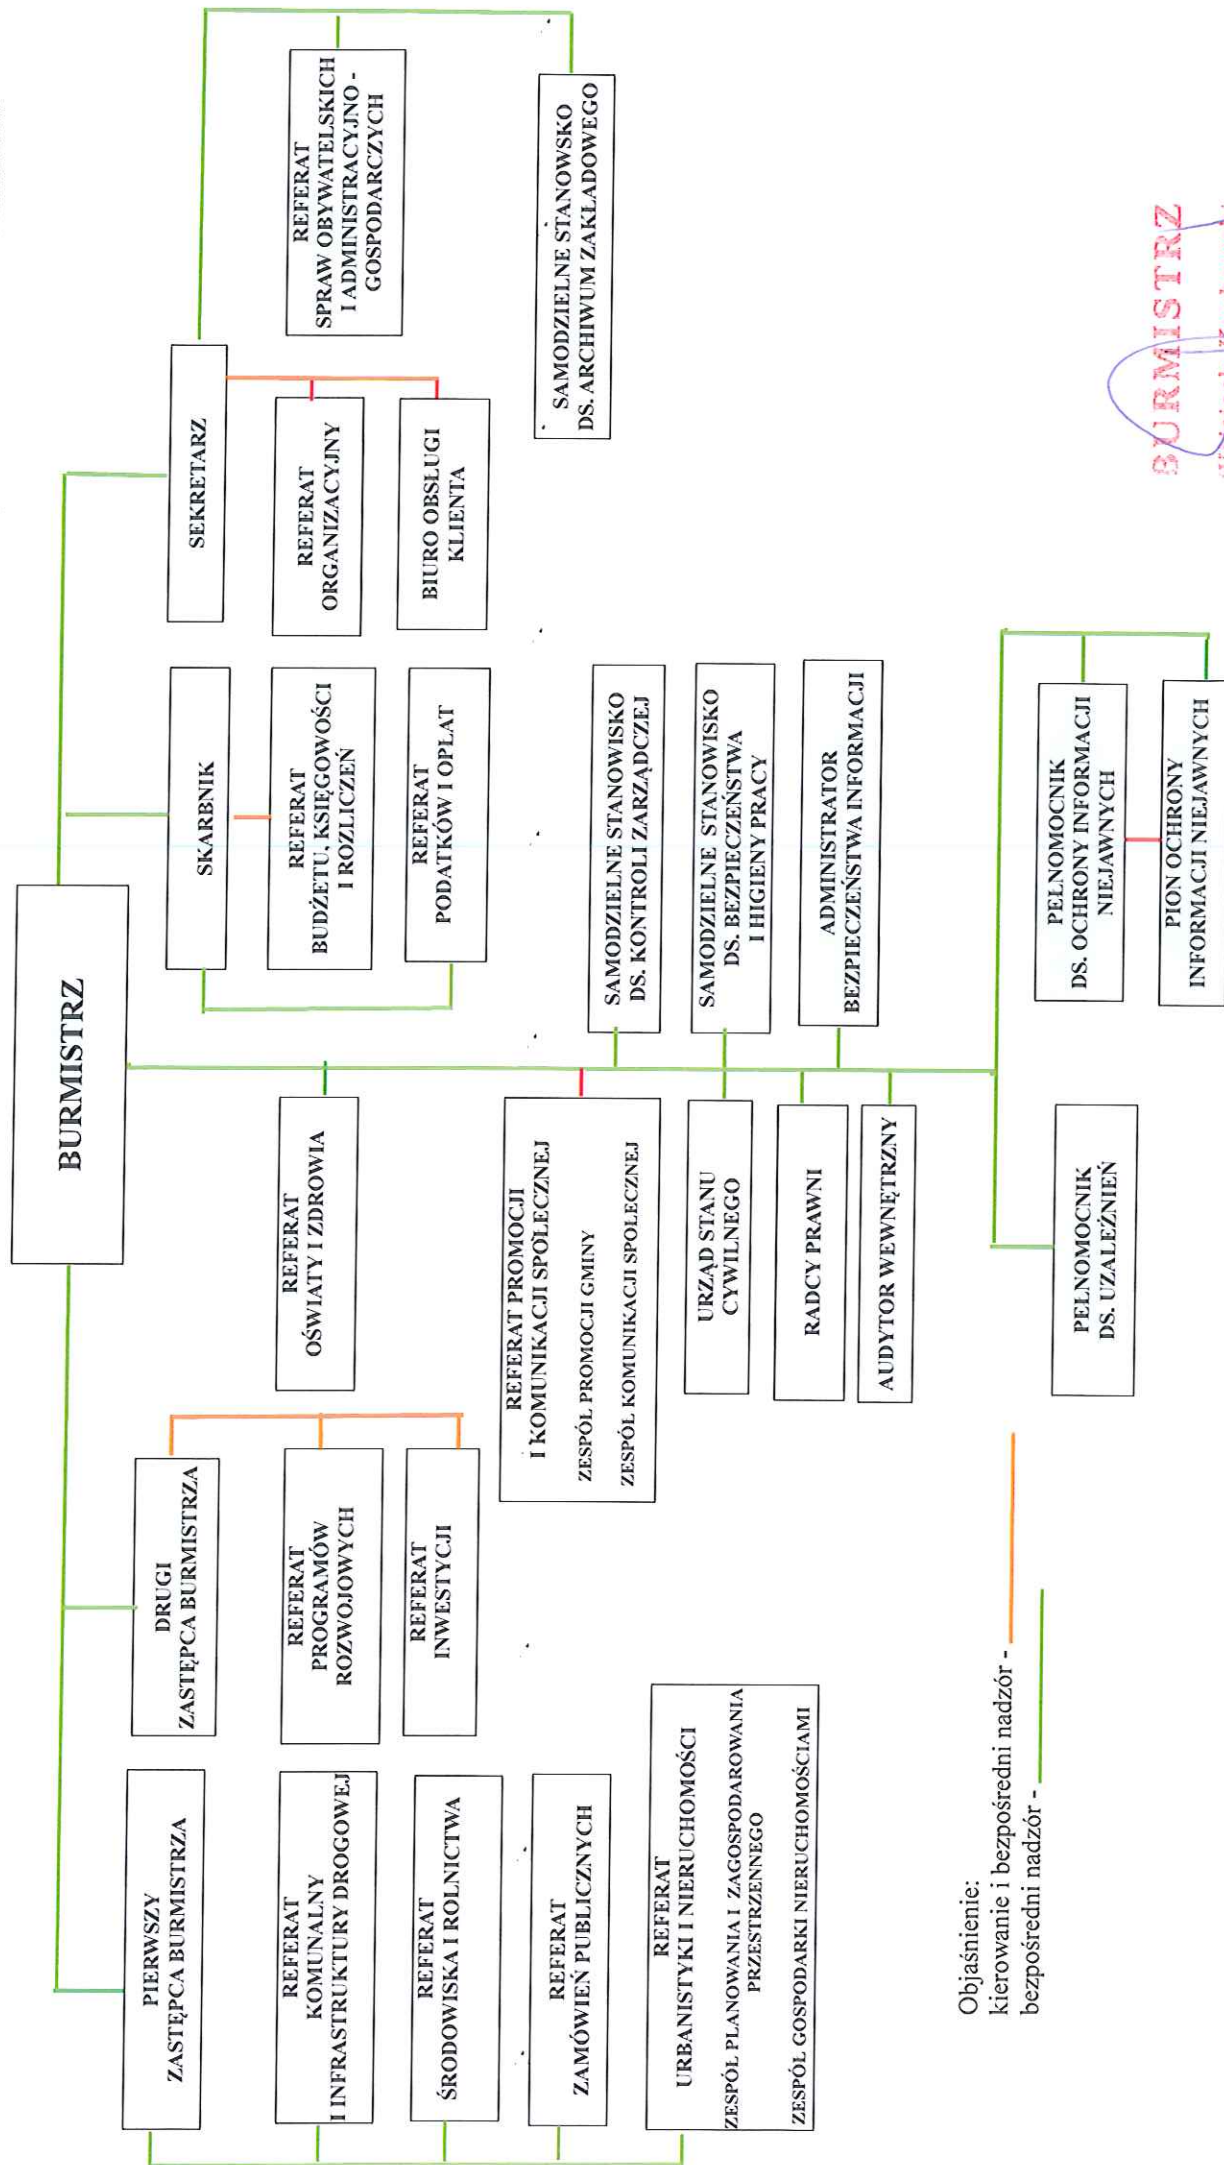 BURMISTRZ
PIERWSZY
ZASTĘPCA BURMISTRZA
DRUGI
ZASTĘPCA BURMISTRZA
SKARBNIK
SEKRETARZ
REFERAT
KOMUNALNY
I INFRASTRUKTURY DROGOWEJ
REFERAT
ŚRODOWISKA I ROLNICTWA
REFERAT
ZAMÓWIEŃ PUBLICZNYCH
REFERAT
URBANISTYKI I NIERUCHOMOŚCI
ZESPÓŁ PLANOWANIA I ZAGOSPODAROWANIA
PRZESTRZENNEGO
ZESPÓŁ GOSPODARKI NIERUCHOMOŚCIAMI
REFERAT
PROGRAMÓW
ROZWOJOWYCH
REFERAT
INWESTYCJI
REFERAT
OŚWIATY I ZDROWIA
REFERAT PROMOCJI
I KOMUNIKACJI SPOŁECZNEJ
ZESPÓŁ PROMOCJI GMINY
ZESPÓŁ KOMUNIKACJI SPOŁECZNEJ
URZĄD STANU
CYWILNEGO
RADCY PRAWNI
AUDYTOR WEWNĘTRZNY
PEŁNOMOCNIK
DS. UZALEŻNIEŃ
REFERAT
BUDŻETU, KSIĘGOWOŚCI
I ROZLICZEŃ
REFERAT
PODATKÓW I OPŁAT
SAMODZIELNE STANOWISKO
DS. KONTROLI ZARZĄDCZEJ
SAMODZIELNE STANOWISKO
DS. BEZPIECZEŃSTWA
I HIGIENY PRACY
ADMINISTRATOR
BEZPIECZEŃSTWA INFORMACJI
PEŁNOMOCNIK
DS. OCHRONY INFORMACJI
NIEJAWNYCH
PION OCHRONY
INFORMACJI NIEJAWNYCH
REFERAT
ORGANIZACYJNY
BIURO OBSŁUGI
KLIENTA
REFERAT
SPRAW OBYWATELSKICH
I ADMINISTRACYJNO -
GOSPODARCZYCH
SAMODZIELNE STANOWSKO
DS. ARCHIWUM ZAKŁADOWEGO
Objaśnienie:
kierowanie i bezpośredni nadzór -
bezpośredni nadzór -
BURMISTRZ